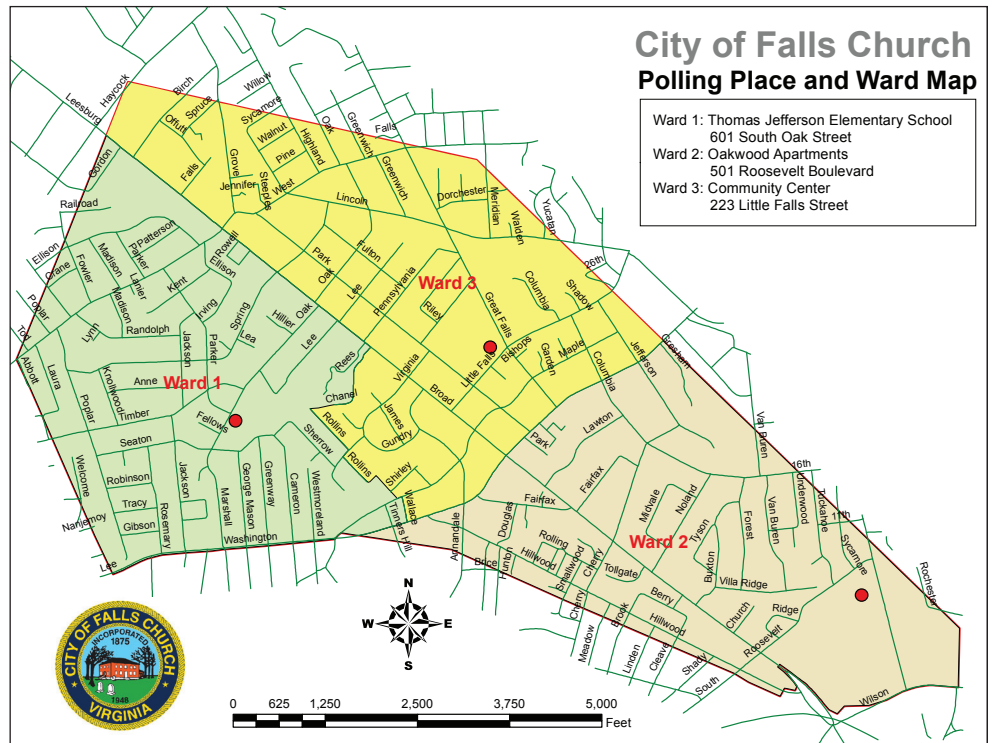 City of Falls Church
Polling Place and Ward Map
Ward 1: Thomas Jefferson Elementary School
601 South Oak Street
Ward 2: Oakwood Apartments
501 Roosevelt Boulevard
Ward 3: Community Center
223 Little Falls Street
Haycock
Birch
Willow
Leesburg
Spruce
Sycamore
Offutt
Oak
Falls
Greenwich
Walnut
Highland
Gordon
Pine
Falls
Grove
Steeples
West
Greenwich
Jennifer
Lincoln
Dorchester
Meridian
Yucatan
Walden
Railroad
Patterson
Rowell
Ellison
Parker
Madison
Fowler
Crane
Ellison
Lanier
Kent
Park
Oak
Fulton
Lee
Pennsylvania
26th
Ward 3
Columbia
Shadow
Poplar
Madison
Irving
Spring
Hillier
Oak
Riley
Great Falls
Tod
Lynn
Randolph
Jackson
Parker
Lea
Lee
Rees
Bishops
Maple
Jefferson
Gresham
Abbott
Laura
Knollwood
Anne
Ward 1
Virginia
Little Falls
Garden
Columbia
Poplar
Timber
Fellows
Chanel
Broad
James
Rollins
Gundry
Lawton
Park
Van Buren
Seaton
Sherrow
Rollins
Shirley
Welcome
Robinson
Jackson
Marshall
George Mason
Greenway
Cameron
Westmoreland
Fairfax
16th
Tracy
Rosemary
Wallace
Tinners Hill
Annandale
Douglas
Fairfax
Midvale
Noland
Van Buren
Underwood
Tuckahoe
Nanjemoy
Gibson
Washington
Tyson
Forest
11th
Lee
Brice
Hunton
Rolling
Hillwood
Smallwood
Cherry
Tollgate
Ward 2
Buxton
Sycamore
Villa Ridge
Rochester
Cherry
Berry
Church
Ridge
Meadow
Brook
Hillwood
Roosevelt
Linden
Cleave
Shady
South
Wilson
N
W E
S
CITY OF FALLS CHURCH
INCORPORATED
1875
1948
VIRGINIA
0 625 1,250 2,500 3,750 5,000
Feet